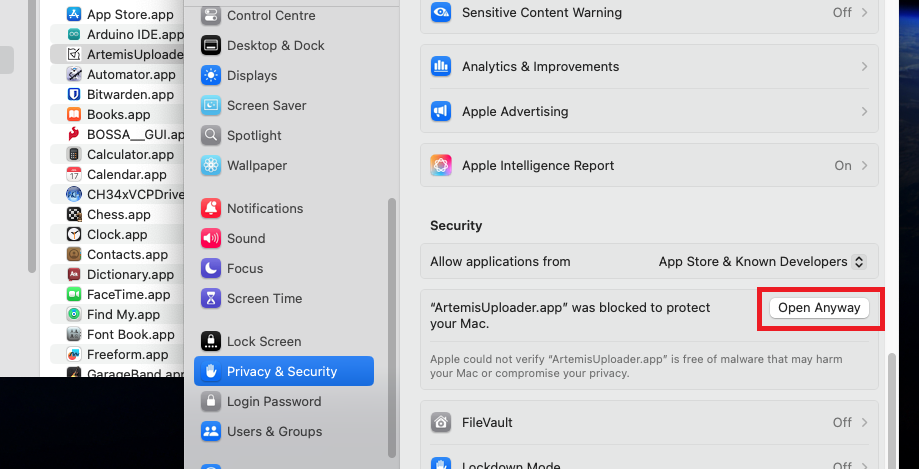 App Store.app
Arduino IDE.app
ArtemisUploade
Automator.app
Bitwarden.app
Books.app
BOSSA__GUI.ap
Calculator.app
Calendar.app
CH34xVCPDrive
Chess.app
Clock.app
Contacts.app
Dictionary.app
FaceTime.app
Find My.app
Font Book.app
Freeform.app
GarageBand.app
Control Centre
Desktop & Dock
Displays
Screen Saver
Spotlight
Wallpaper
Notifications
Sound
Focus
Screen Time
Lock Screen
Privacy & Security
Login Password
Users & Groups
Sensitive Content Warning Off
Analytics & Improvements
Apple Advertising
Apple Intelligence Report On
Security
Allow applications from App Store & Known Developers
“ArtemisUploader.app” was blocked to protect
your Mac.
Open Anyway
Apple could not verify “ArtemisUploader.app” is free of malware that may harm
your Mac or compromise your privacy.
FileVault Off
Lockdown Mode Off